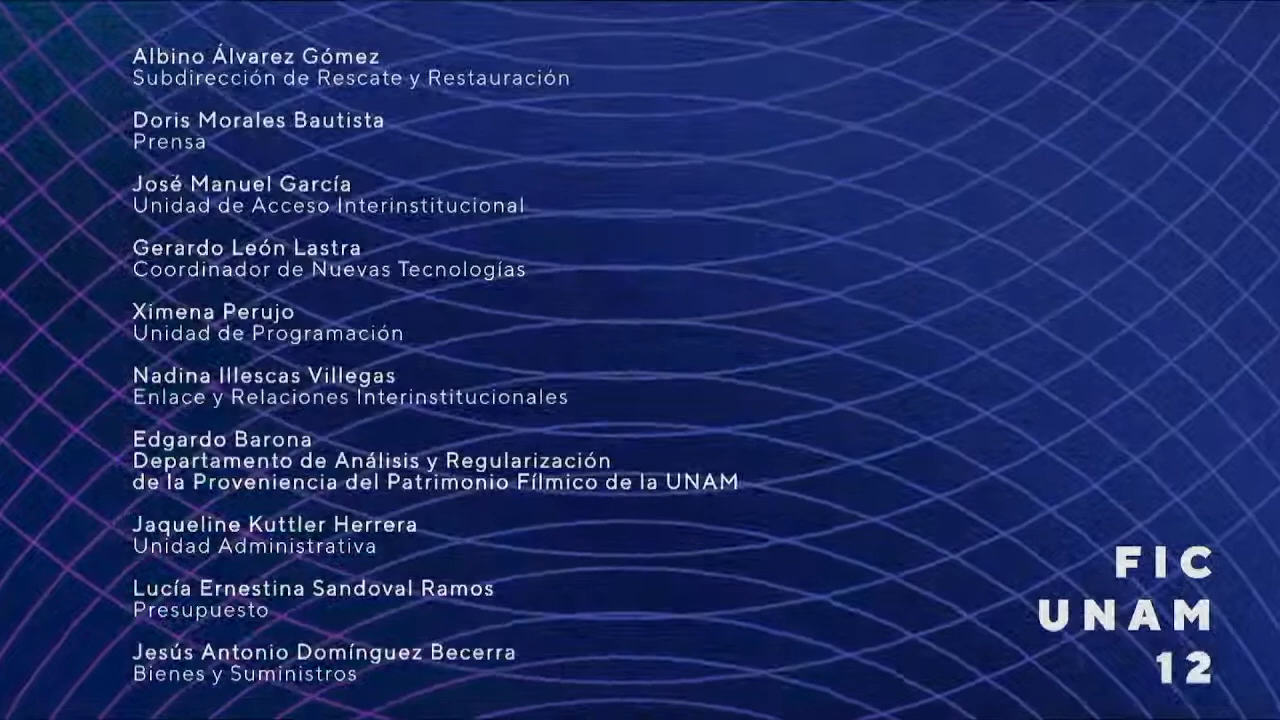 Albino Álvarez Gómez
Subdirección de Rescate y Restauración
Doris Morales Bautista
Prensa
José Manuel García
Unidad de Acceso Interinstitucional
Gerardo León Lastra
Coordinador de Nuevas Tecnologías
Ximena Perujo
Unidad de Programación
Nadina Illescas Villegas
Enlace y Relaciones Interinstitucionales
Edgardo Barona
Departamento de Análisis y Regularización
de la Proveniencia del Patrimonio Fílmico de la UNAM
Jaqueline Kuttler Herrera
Unidad Administrativa
Lucía Ernestina Sandoval Ramos
Presupuesto
Jesús Antonio Domínguez Becerra
Bienes y Suministros
FIC
UNAM
12